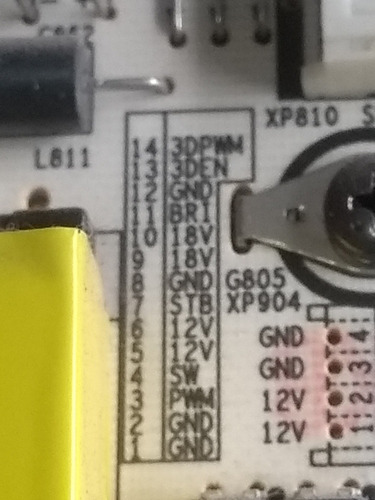 XP810 S
L811
14 3DPWM
13 3DEN
12 GND
11 BRI
10 18V
9 18V
8 GND
7 STB
6 12V
5 12V
4 SW
3 PWM
2 GND
1 GND
G805
XP904
GND 4
GND 3
12V 2
12V 1